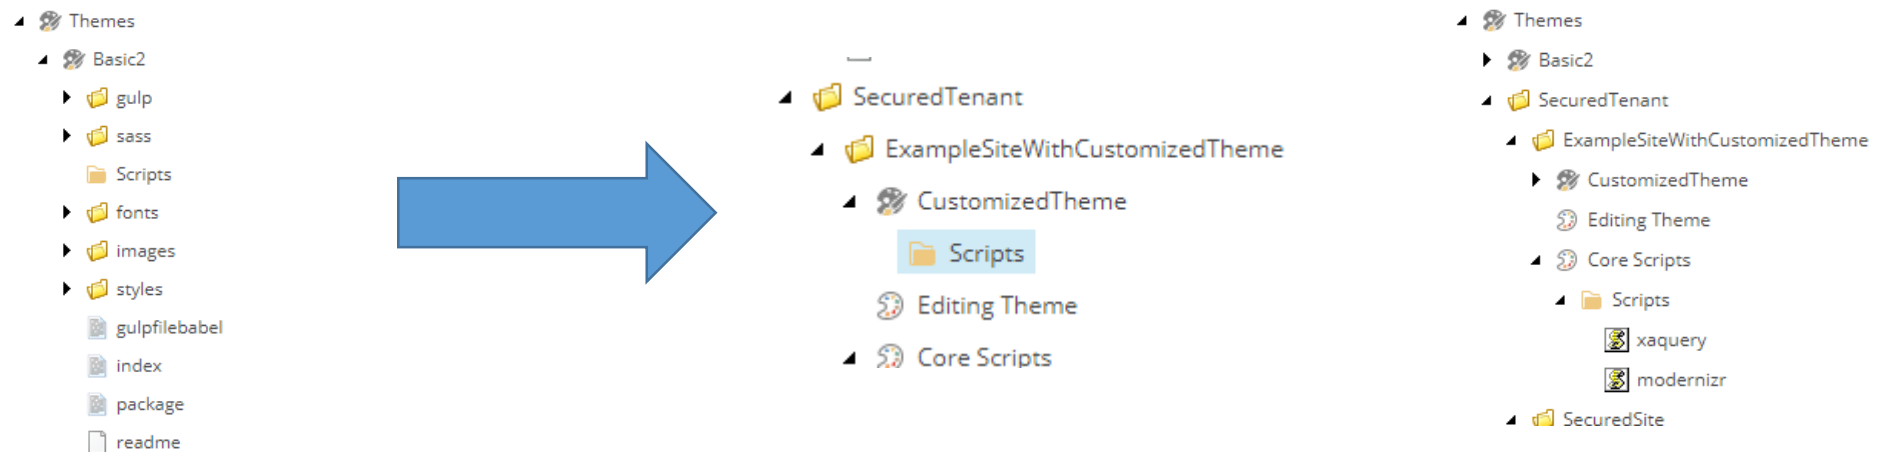 Themes
Basic2
gulp
sass
Scripts
fonts
images
styles
gulpfilebabel
index
package
readme
SecuredTenant
ExampleSiteWithCustomizedTheme
CustomizedTheme
Scripts
Editing Theme
Core Scripts
Themes
Basic2
SecuredTenant
ExampleSiteWithCustomizedTheme
CustomizedTheme
Editing Theme
Core Scripts
Scripts
xaquery
modernizr
SecuredSite